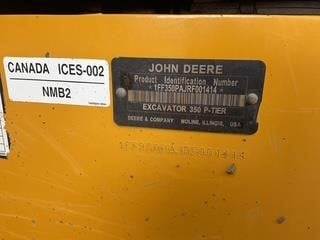 CANADA ICES-002
NMB2
JOHN DEERE
Product Identification Number
*1FF350PAJRF001414*
EXCAVATOR 350 P-TIER
DEERE & COMPANY MOLINE, ILLINOIS, USA